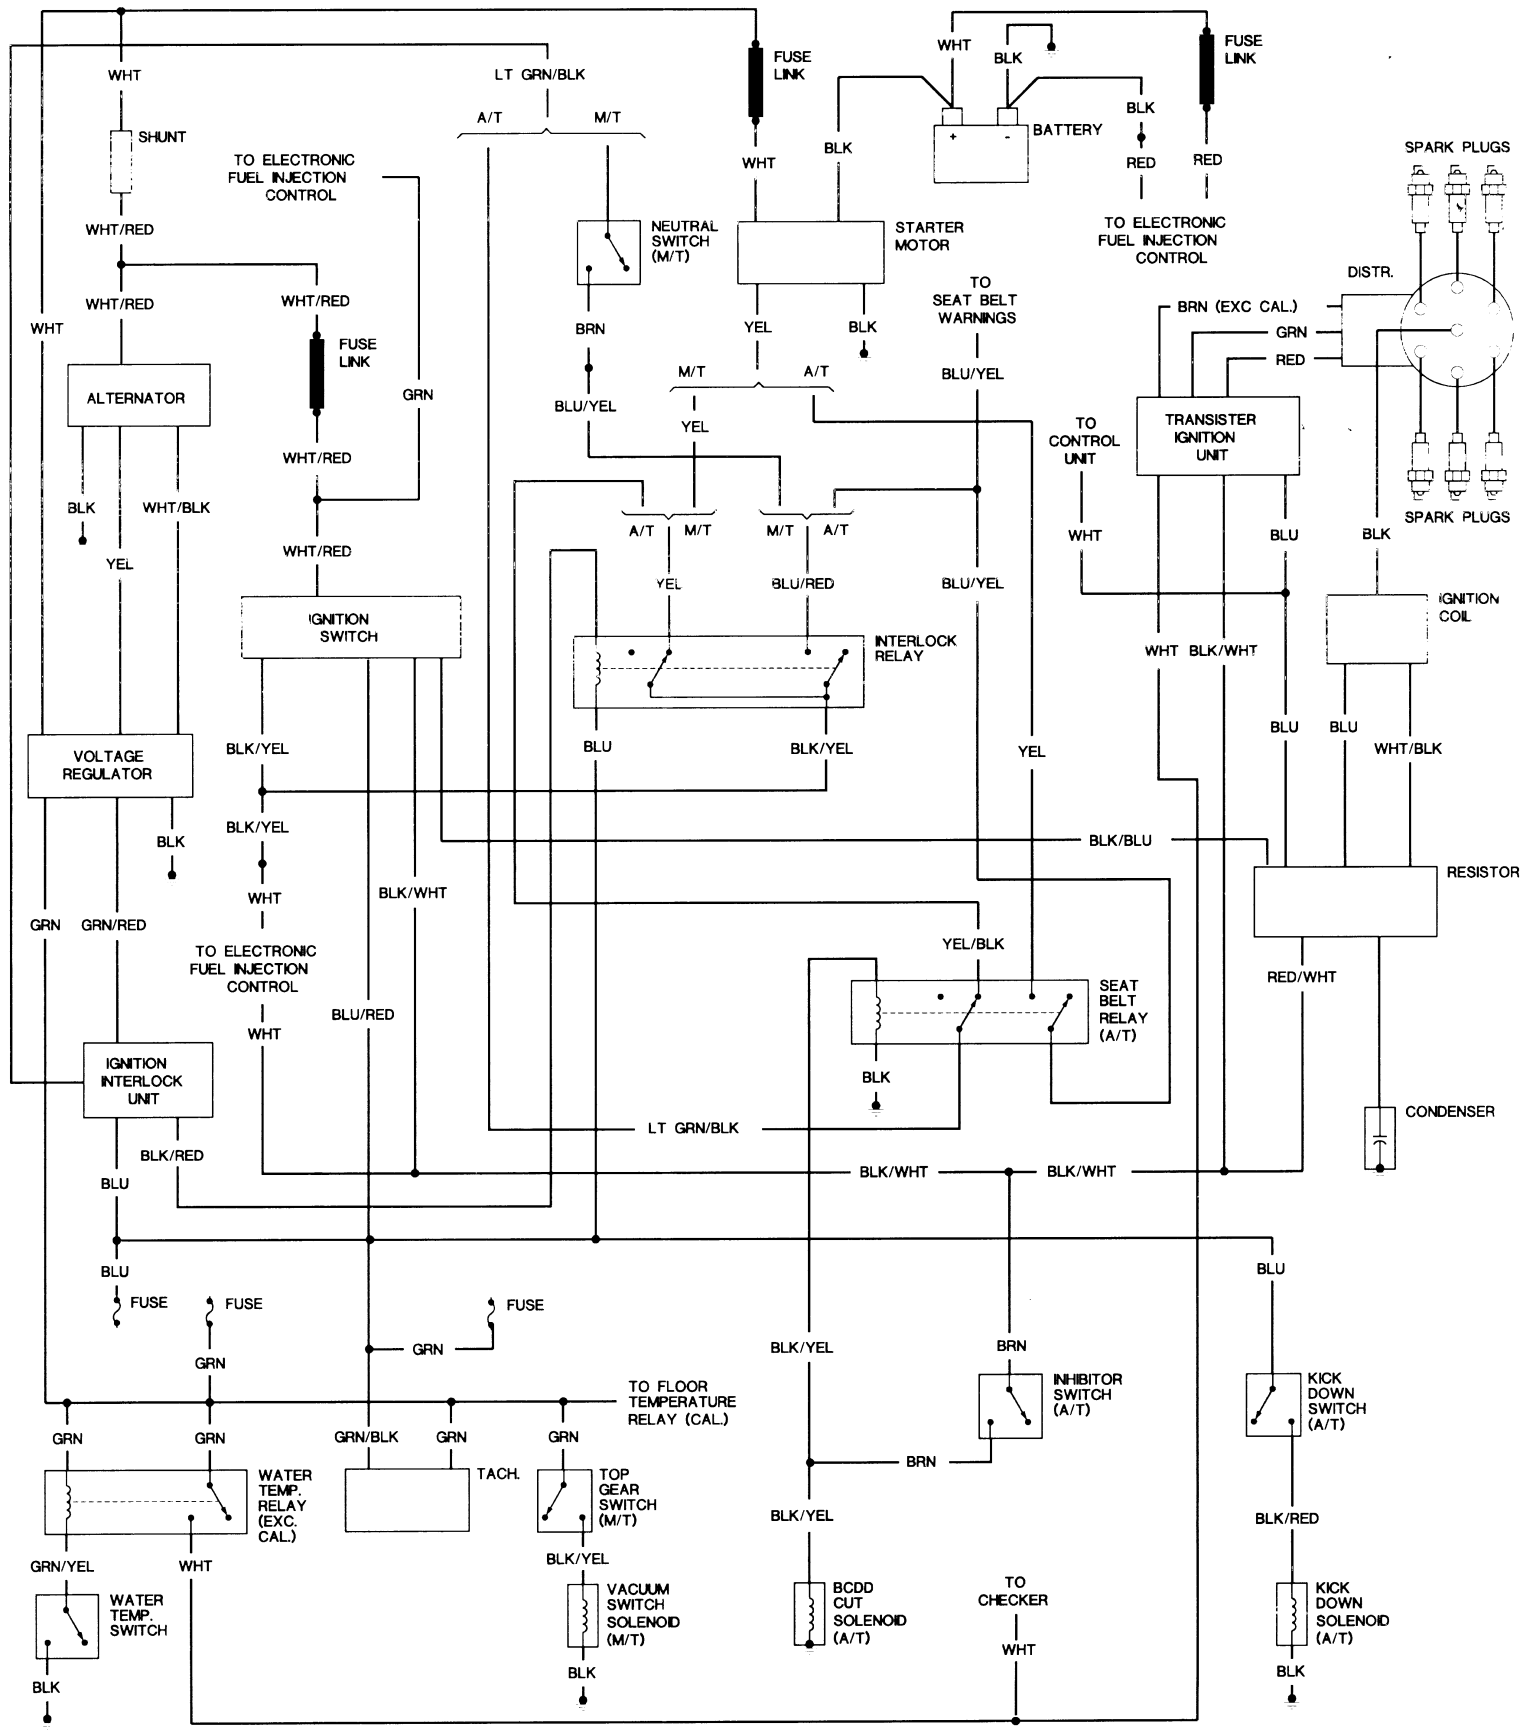 WHT
LT GRN/BLK
A/T
M/T
FUSE
LINK
WHT
BLK
FUSE
LINK
SHUNT
TO ELECTRONIC
FUEL INJECTION
CONTROL
WHT
BLK
+
-
BATTERY
BLK
RED
RED
SPARK PLUGS
WHT/RED
NEUTRAL
SWITCH
(M/T)
STARTER
MOTOR
TO ELECTRONIC
FUEL INJECTION
CONTROL
DISTR.
WHT/RED
WHT/RED
WHT
FUSE
LINK
BRN
YEL
BLK
TO
SEAT BELT
WARNINGS
BRN (EXC CAL.)
GRN
RED
ALTERNATOR
GRN
M/T
A/T
BLU/YEL
BLU/YEL
YEL
TO
CONTROL
UNIT
TRANSISTER
IGNITION
UNIT
WHT/RED
BLK
WHT/BLK
YEL
A/T
M/T
M/T
A/T
WHT
BLU
BLK
SPARK PLUGS
WHT/RED
YEL
BLU/RED
BLU/YEL
IGNITION
SWITCH
IGNITION
COIL
INTERLOCK
RELAY
WHT
BLK/WHT
VOLTAGE
REGULATOR
BLK/YEL
BLU
BLK/YEL
YEL
BLU
BLU
WHT/BLK
BLK/YEL
BLK
BLK/BLU
RESISTOR
WHT
BLK/WHT
GRN
GRN/RED
TO ELECTRONIC
FUEL INJECTION
CONTROL
YEL/BLK
RED/WHT
WHT
BLU/RED
SEAT
BELT
RELAY
(A/T)
IGNITION
INTERLOCK
UNIT
BLK
CONDENSER
LT GRN/BLK
BLK/RED
BLU
BLK/WHT
BLK/WHT
BLU
BLU
FUSE
FUSE
FUSE
GRN
GRN
BLK/YEL
BRN
TO FLOOR
TEMPERATURE
RELAY (CAL.)
INHIBITOR
SWITCH
(A/T)
KICK
DOWN
SWITCH
(A/T)
GRN
GRN
GRN/BLK
GRN
GRN
BRN
WATER
TEMP.
RELAY
(EXC.
CAL.)
TACH.
TOP
GEAR
SWITCH
(M/T)
BLK/YEL
BLK/RED
GRN/YEL
WHT
BLK/YEL
WATER
TEMP.
SWITCH
VACUUM
SWITCH
SOLENOID
(M/T)
BCDD
CUT
SOLENOID
(A/T)
TO
CHECKER
KICK
DOWN
SOLENOID
(A/T)
WHT
BLK
BLK
BLK